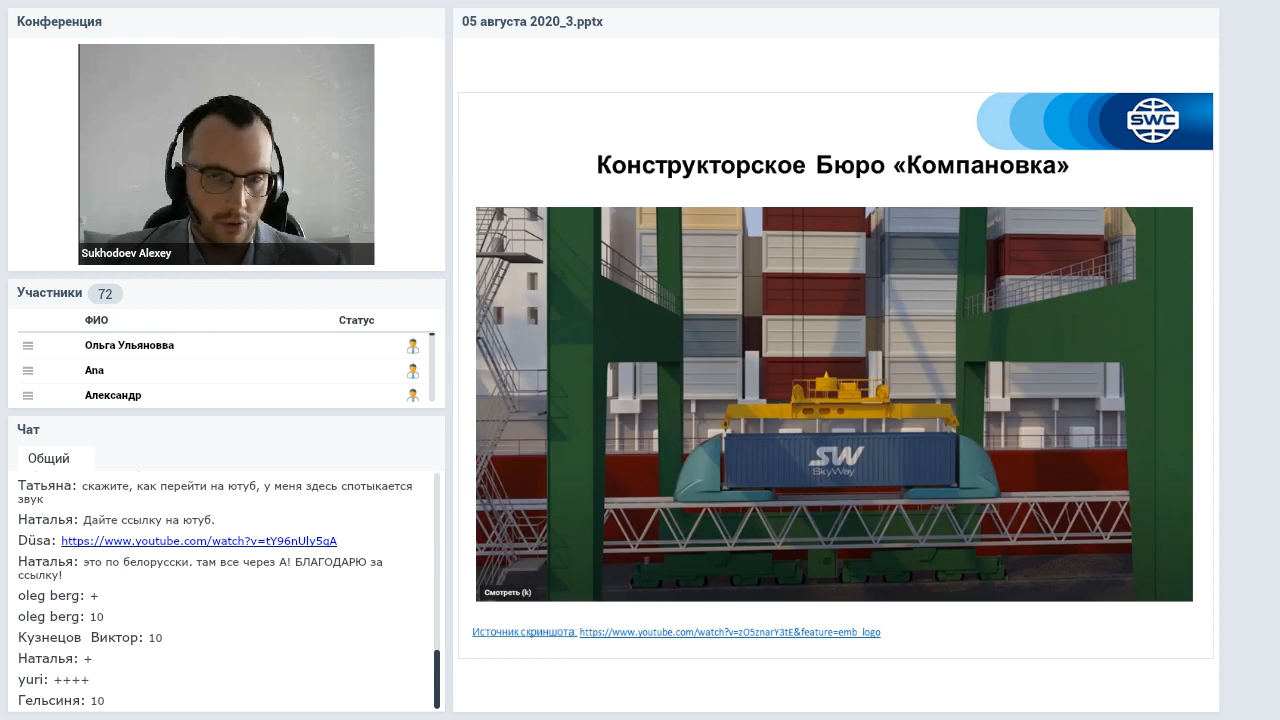 Конференция
Sukhodoev Alexey
Участники 72
ФИО Статус
Ольга Ульяновва
Ana
Александр
Чат
Общий
Татьяна: скажите, как перейти на ютуб, у меня здесь спотыкается
звук
Наталья: Дайте ссылку на ютуб.
Düsa: https://www.youtube.com/watch?v=tY96nUly5qA
Наталья: это по белорусски. там все через А! БЛАГОДАРЮ за
ссылку!
oleg berg: +
oleg berg: 10
Кузнецов Виктор: 10
Наталья: +
yuri: ++++
Гельсиня: 10
05 августа 2020_3.pptx
SWC
Конструкторское Бюро «Компановка»
SW
SkyWay
Смотреть (k)
Источник скриншота: https://www.youtube.com/watch?v=zO5znarY3tE&feature=emb_logo